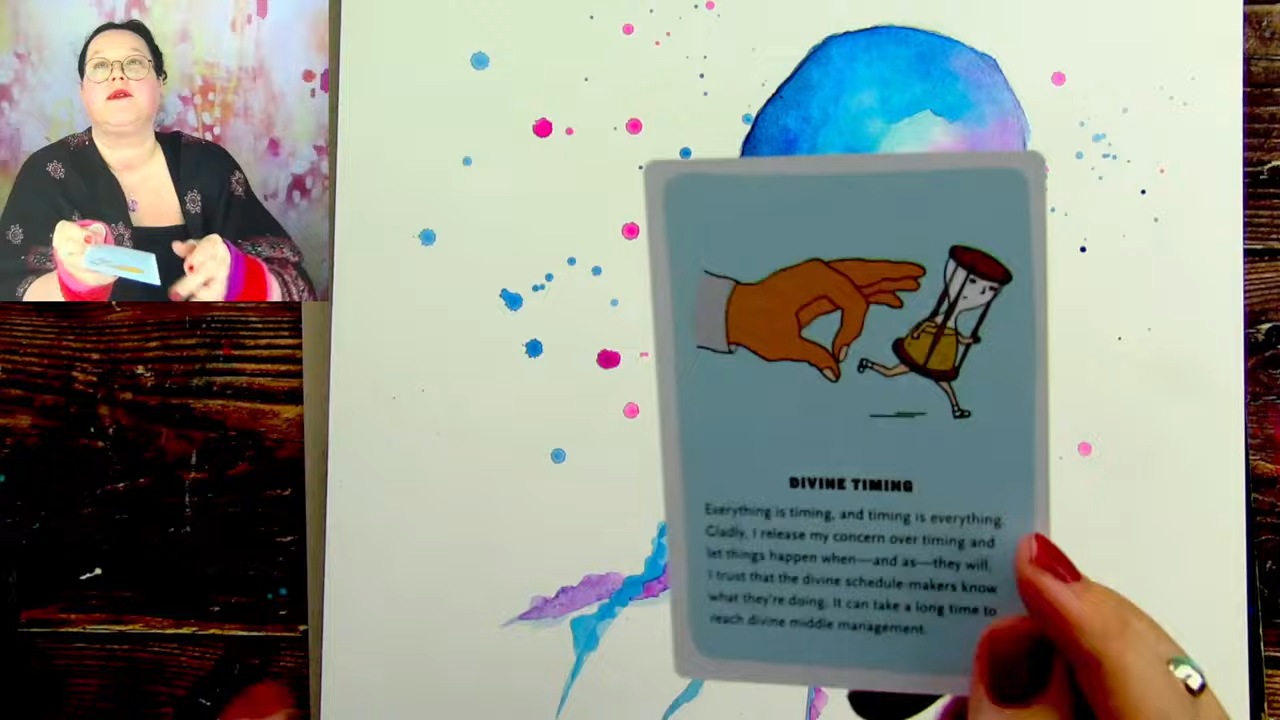 DIVINE TIMING
Everything is timing, and timing is everything.
Gladly, I release my concern over timing and
let things happen when—and as—they will.
I trust that the divine schedule-makers know
what they're doing. It can take a long time to
reach divine middle management.